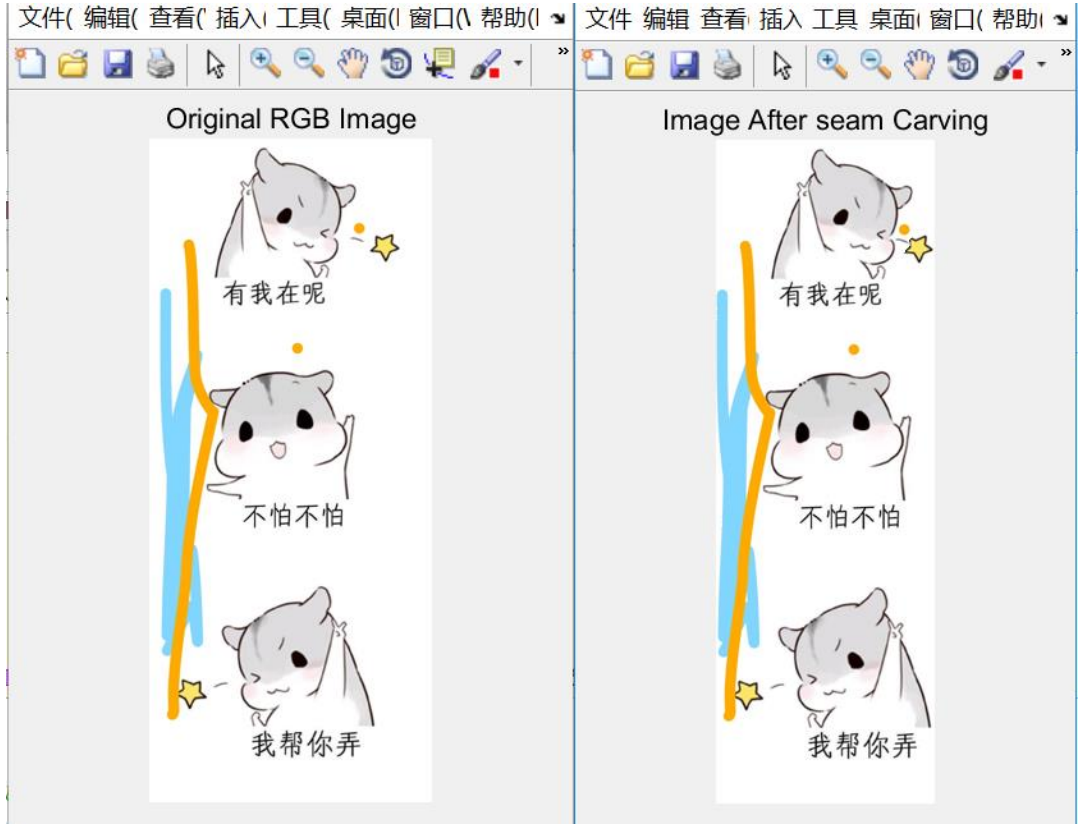 文件( 编辑( 查看(' 插入( 工具( 桌面(l 窗口(\ 帮助(l
Original RGB Image
有我在呢
不怕不怕
我帮你弄
文件 编辑 查看( 插入 工具 桌面( 窗口( 帮助(
Image After seam Carving
有我在呢
不怕不怕
我帮你弄